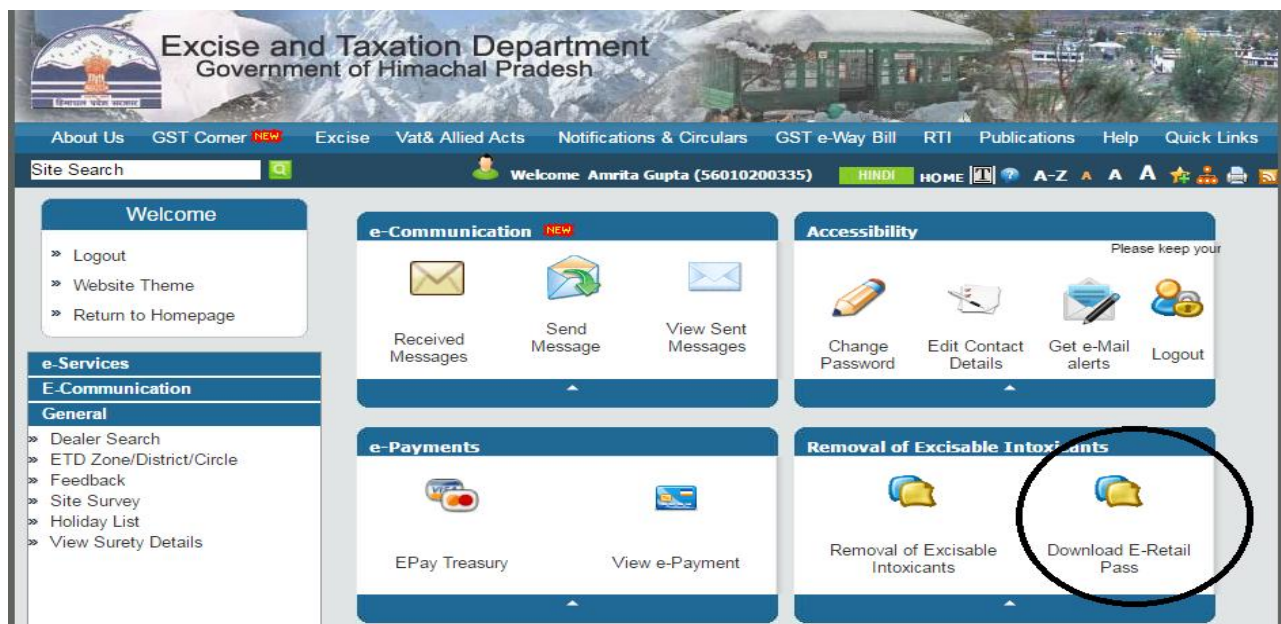 Excise and Taxation Department
Government of Himachal Pradesh
हिमाचल प्रदेश सरकार
About Us GST Corner NEW Excise Vat& Allied Acts Notifications & Circulars GST e-Way Bill RTI Publications Help Quick Links
Site Search Welcome Amrita Gupta (56010200335) HINDI HOME T ? A-Z A A A
Welcome
» Logout
» Website Theme
» Return to Homepage
e-Services
E-Communication
General
» Dealer Search
» ETD Zone/District/Circle
» Feedback
» Site Survey
» Holiday List
» View Surety Details
e-Communication NEW
Received Messages
Send Message
View Sent Messages
Accessibility
Please keep your
Change Password
Edit Contact Details
Get e-Mail alerts
Logout
e-Payments
VISA
EPay Treasury
View e-Payment
Removal of Excisable Intoxicants
Removal of Excisable Intoxicants
Download E-Retail Pass